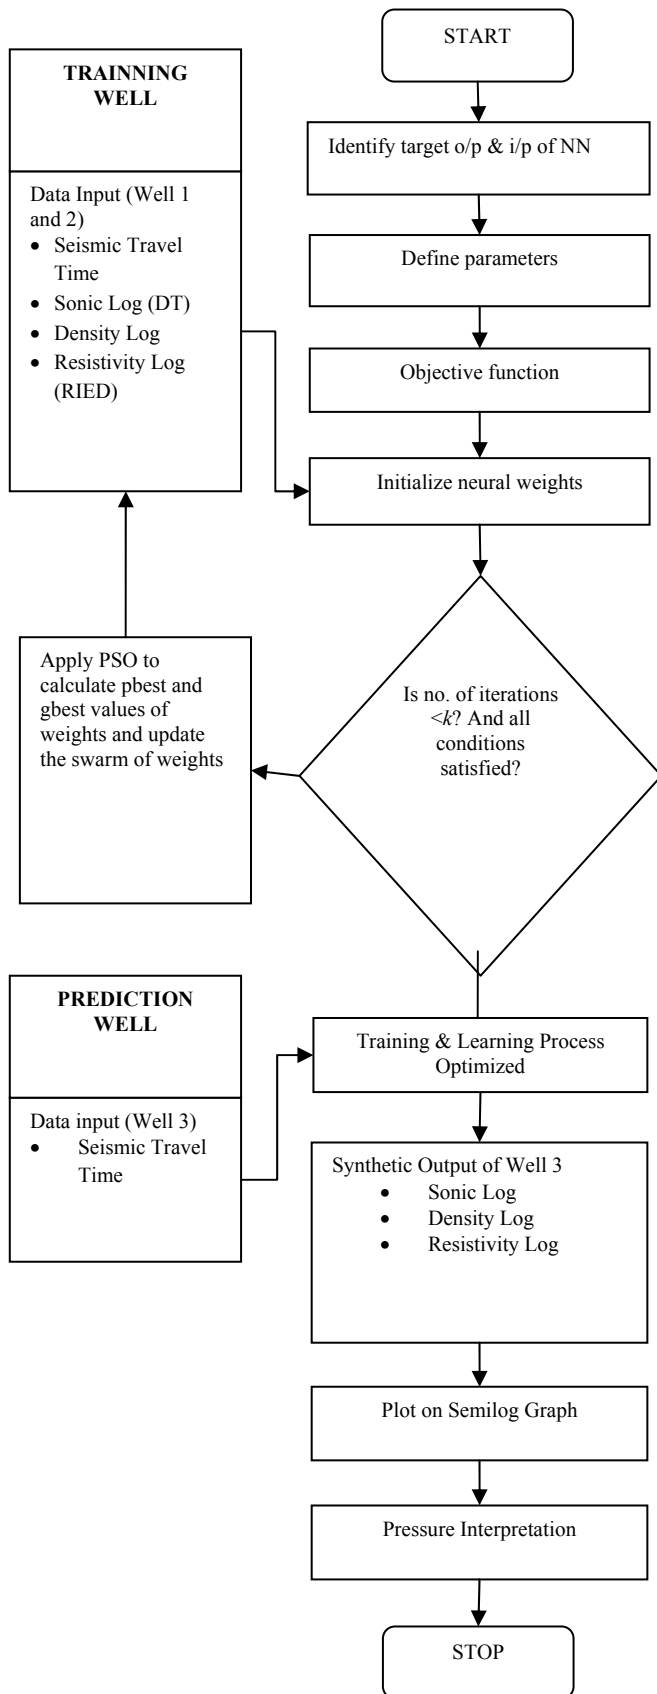 START
TRAINNING
WELL
Identify target o/p & i/p of NN
Data Input (Well 1
and 2)
• Seismic Travel
Time
• Sonic Log (DT)
• Density Log
• Resistivity Log
(RIED)
Define parameters
Objective function
Initialize neural weights
Apply PSO to
calculate pbest and
gbest values of
weights and update
the swarm of weights
Is no. of iterations
<k? And all
conditions
satisfied?
PREDICTION
WELL
Data input (Well 3)
• Seismic Travel
Time
Training & Learning Process
Optimized
Synthetic Output of Well 3
• Sonic Log
• Density Log
• Resistivity Log
Plot on Semilog Graph
Pressure Interpretation
STOP